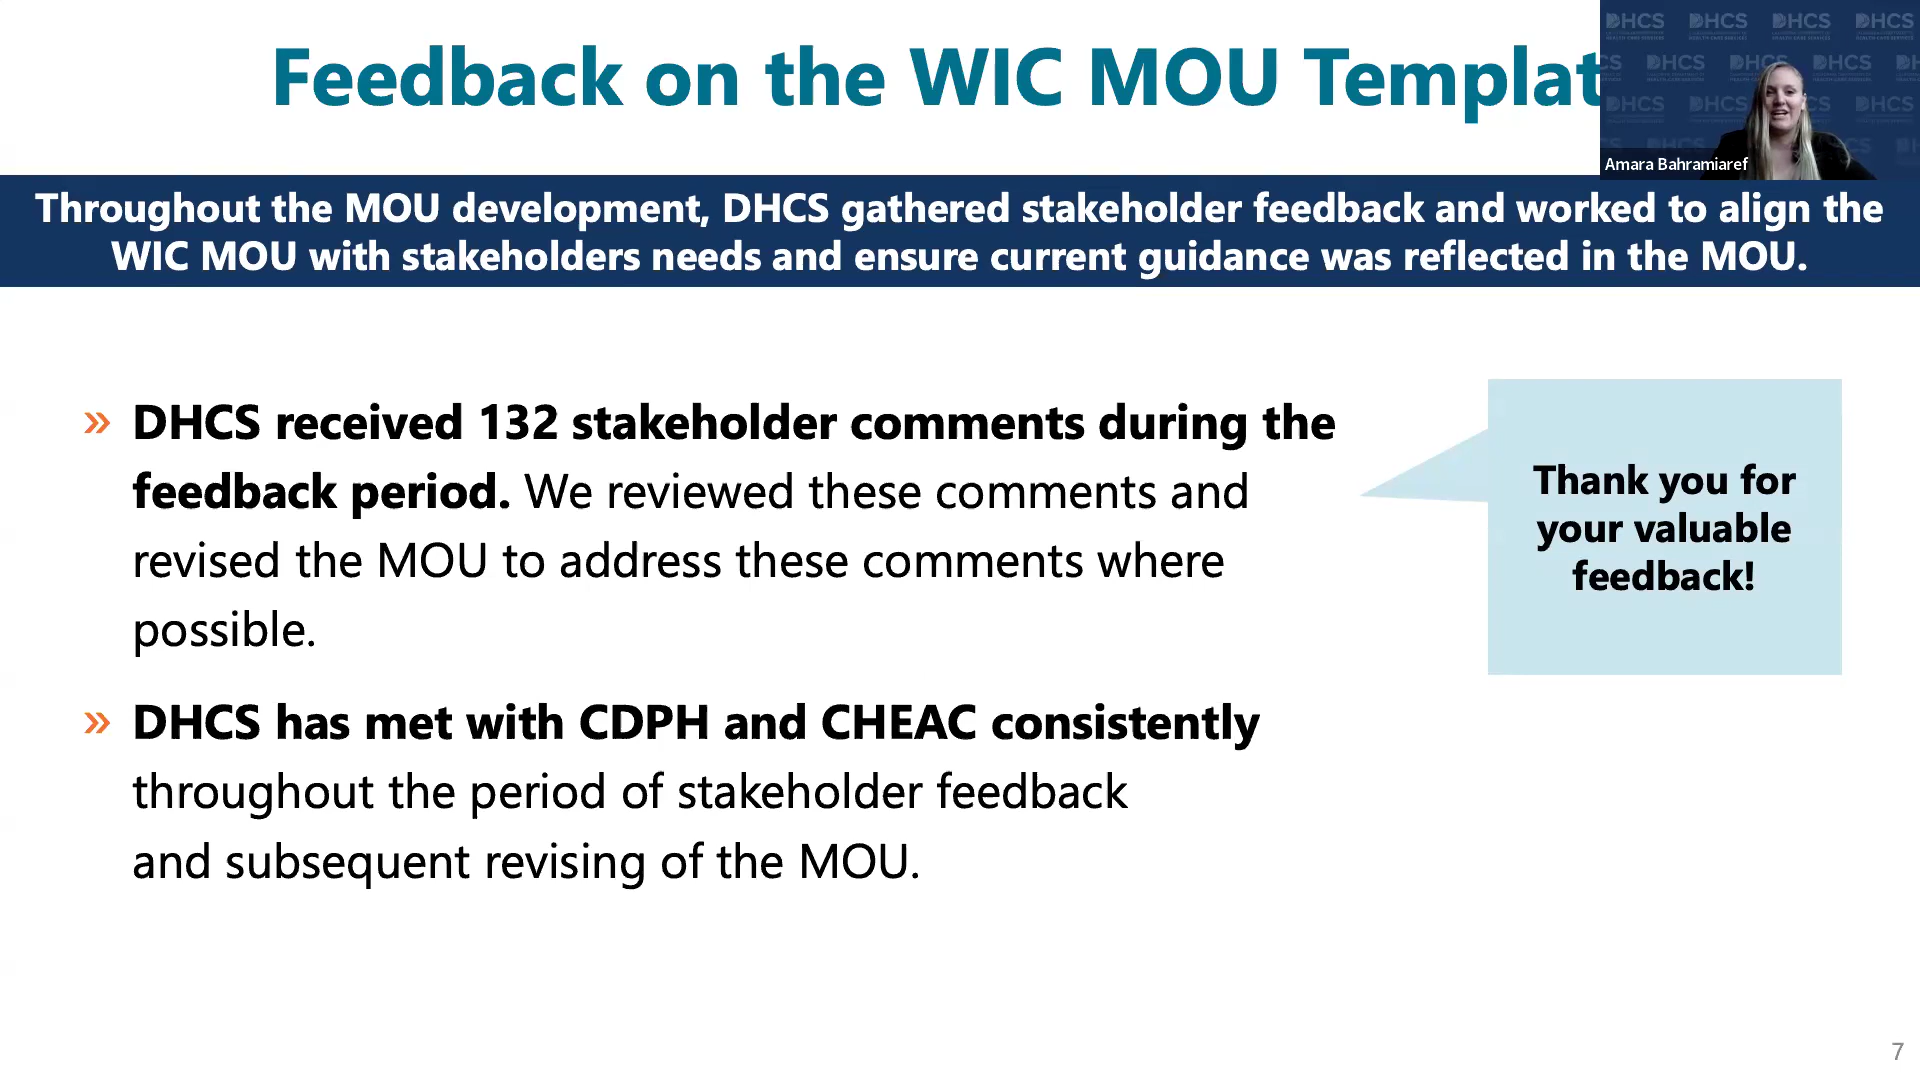 Feedback on the WIC MOU Templat
DHCS DHCS DHCS DHCS
Amara Bahramiaref
Throughout the MOU development, DHCS gathered stakeholder feedback and worked to align the
WIC MOU with stakeholders needs and ensure current guidance was reflected in the MOU.
» DHCS received 132 stakeholder comments during the
feedback period. We reviewed these comments and
revised the MOU to address these comments where
possible.
Thank you for
your valuable
feedback!
» DHCS has met with CDPH and CHEAC consistently
throughout the period of stakeholder feedback
and subsequent revising of the MOU.
7